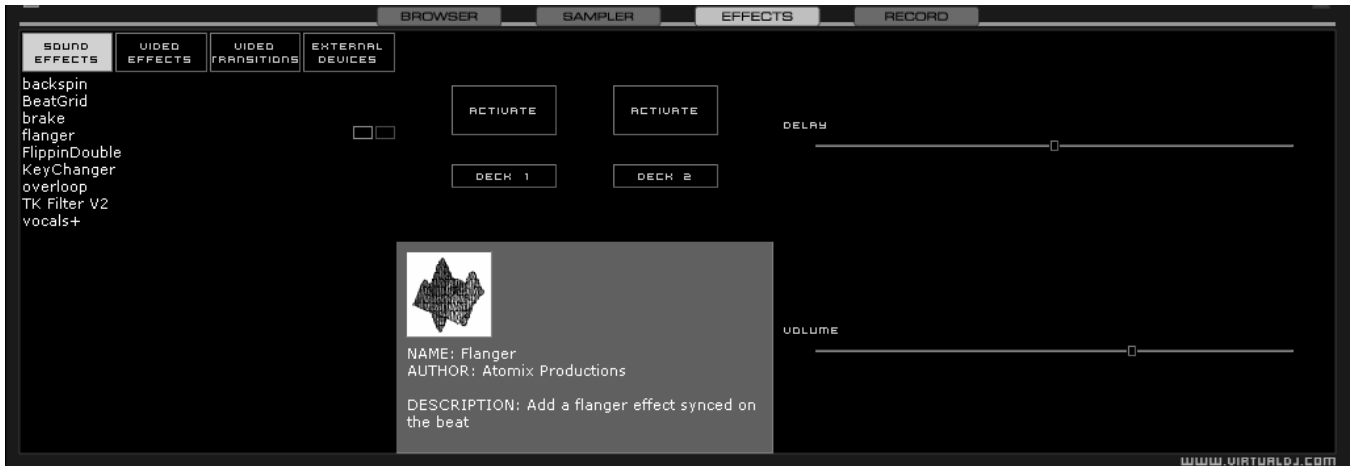 BROWSER SAMPLER EFFECTS RECORD
SOUND EFFECTS
VIDEO EFFECTS
VIDEO TRANSITIONS
EXTERNAL DEVICES
backspin
BeatGrid
brake
flanger
FlippinDouble
KeyChanger
overloop
TK Filter V2
vocals+
ACTIVATE ACTIVATE
DECK 1 DECK 2
DELAY
NAME: Flanger
AUTHOR: Atomix Productions
DESCRIPTION: Add a flanger effect synced on
the beat
VOLUME
WWW.VIRTUALDJ.COM